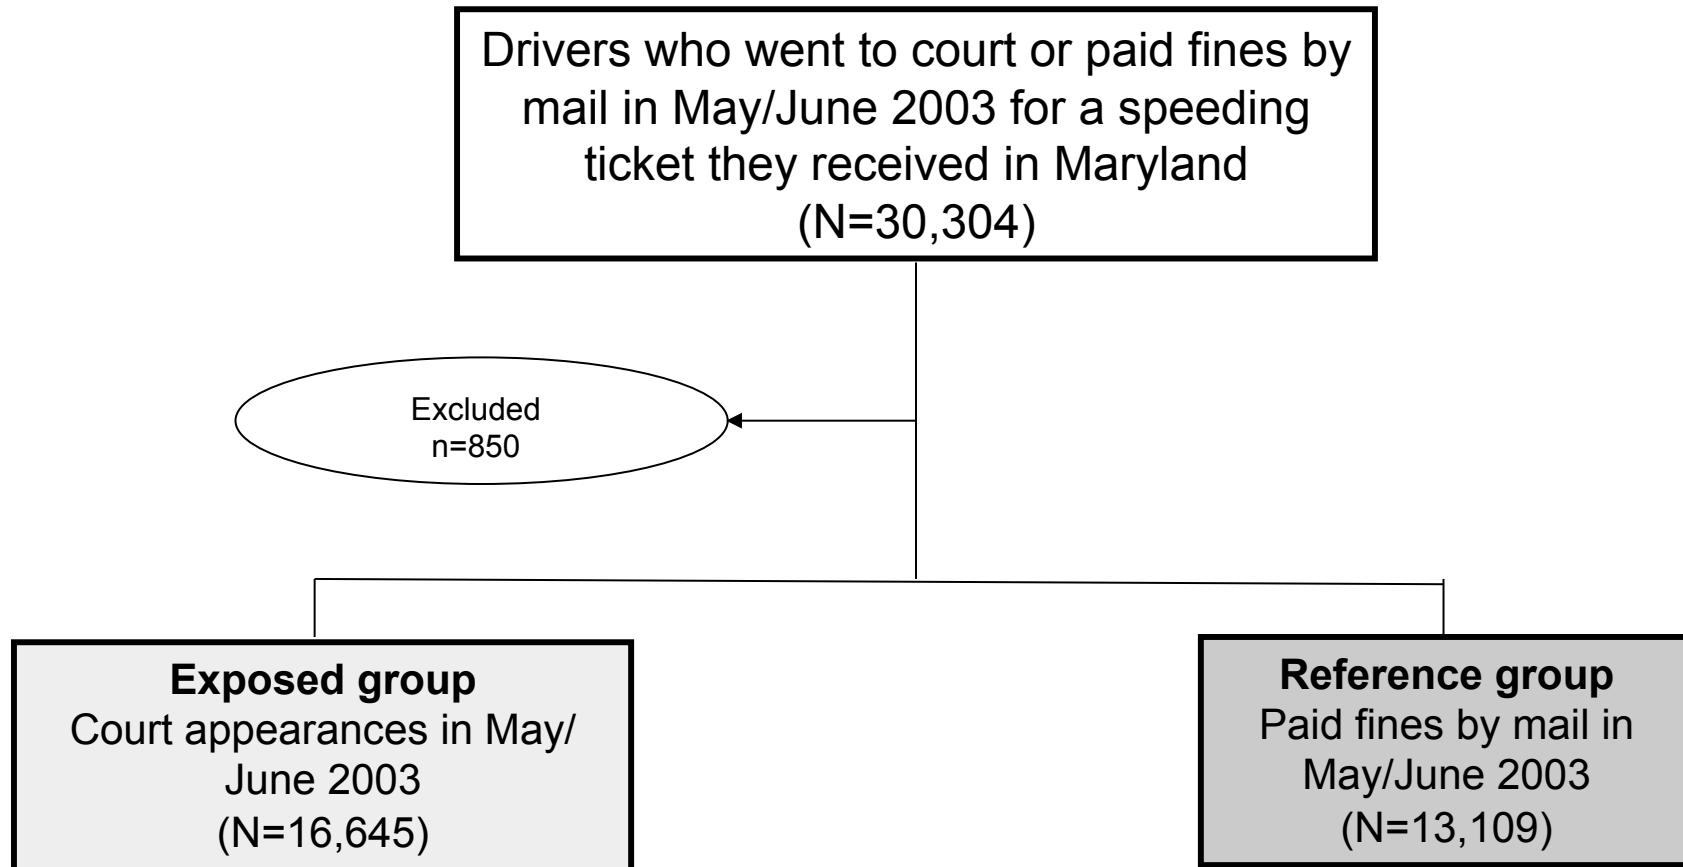 Drivers who went to court or paid fines by
mail in May/June 2003 for a speeding
ticket they received in Maryland
(N=30,304)
Excluded
n=850
Exposed group
Court appearances in May/
June 2003
(N=16,645)
Reference group
Paid fines by mail in
May/June 2003
(N=13,109)